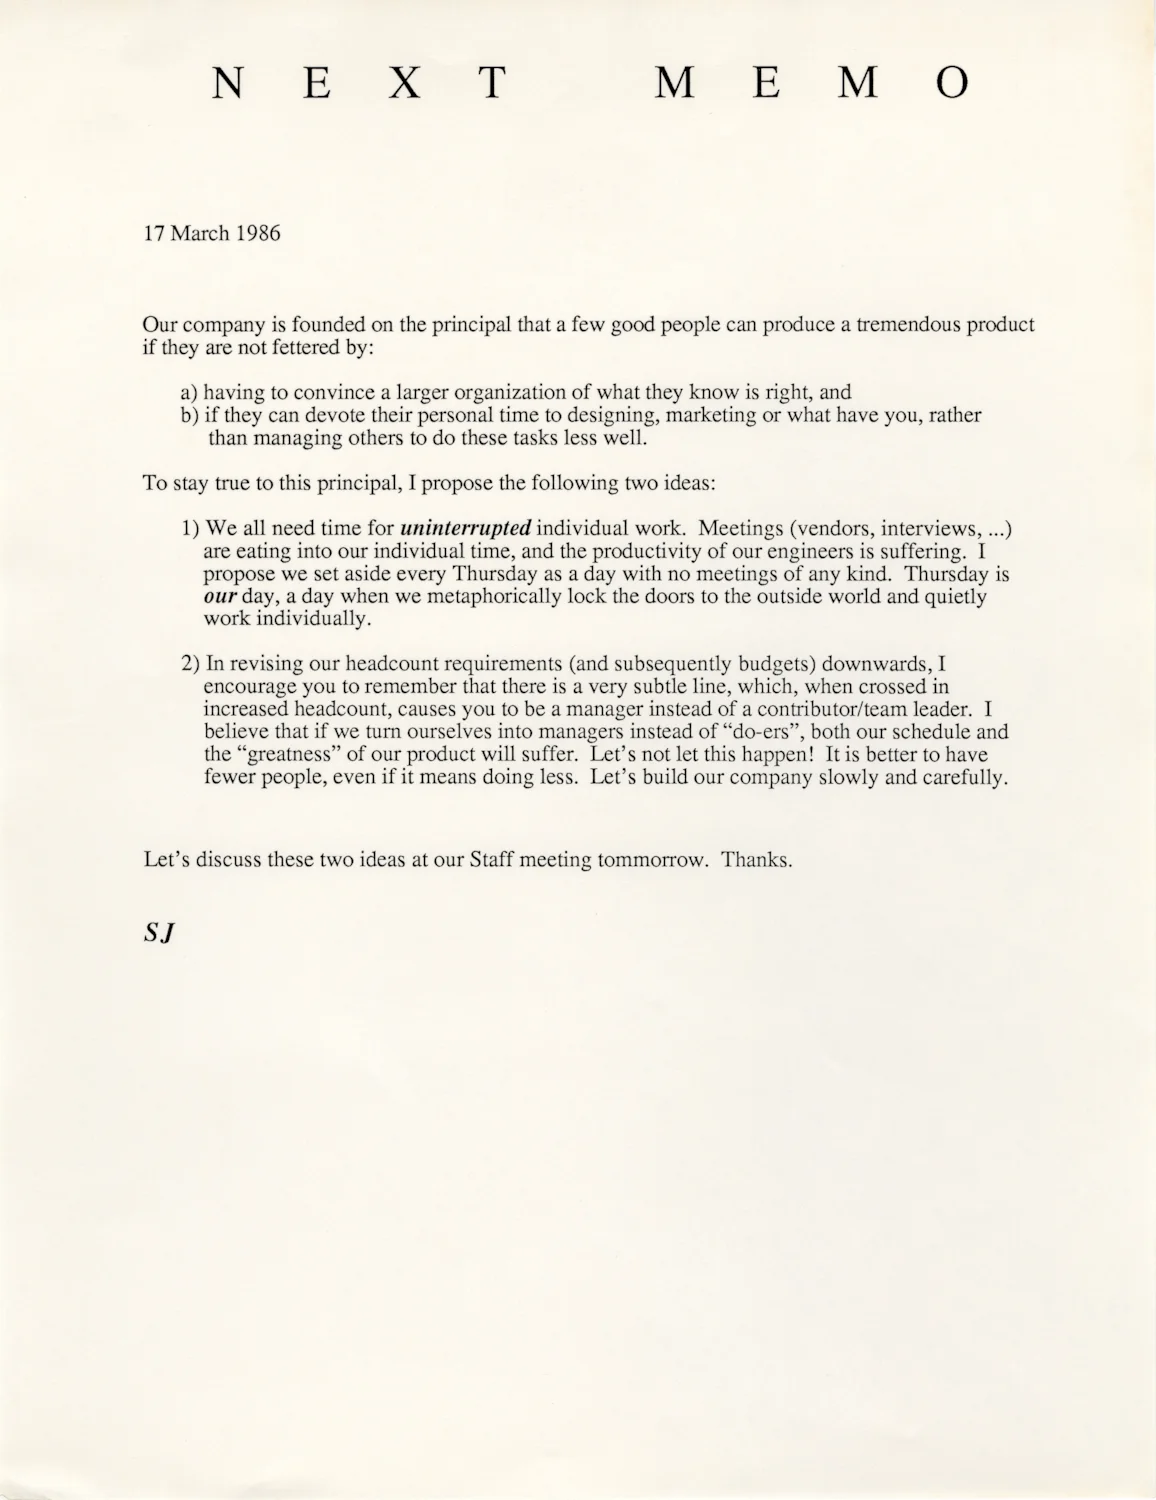 NEXT MEMO
17 March 1986
Our company is founded on the principal that a few good people can produce a tremendous product
if they are not fettered by:
a) having to convince a larger organization of what they know is right, and
b) if they can devote their personal time to designing, marketing or what have you, rather
than managing others to do these tasks less well.
To stay true to this principal, I propose the following two ideas:
1) We all need time for uninterrupted individual work. Meetings (vendors, interviews, ...)
are eating into our individual time, and the productivity of our engineers is suffering. I
propose we set aside every Thursday as a day with no meetings of any kind. Thursday is
our day, a day when we metaphorically lock the doors to the outside world and quietly
work individually.
2) In revising our headcount requirements (and subsequently budgets) downwards, I
encourage you to remember that there is a very subtle line, which, when crossed in
increased headcount, causes you to be a manager instead of a contributor/team leader. I
believe that if we turn ourselves into managers instead of “do-ers”, both our schedule and
the “greatness” of our product will suffer. Let’s not let this happen! It is better to have
fewer people, even if it means doing less. Let’s build our company slowly and carefully.
Let’s discuss these two ideas at our Staff meeting tommorrow. Thanks.
SJ